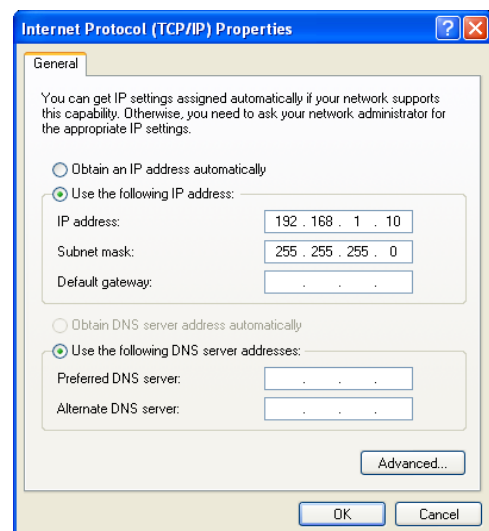 Internet Protocol (TCP/IP) Properties
General
You can get IP settings assigned automatically if your network supports
this capability. Otherwise, you need to ask your network administrator for
the appropriate IP settings.
Obtain an IP address automatically
Use the following IP address:
IP address: 192 . 168 . 1 . 10
Subnet mask: 255 . 255 . 255 . 0
Default gateway: . . .
Obtain DNS server address automatically
Use the following DNS server addresses:
Preferred DNS server: . . .
Alternate DNS server: . . .
Advanced...
OK Cancel